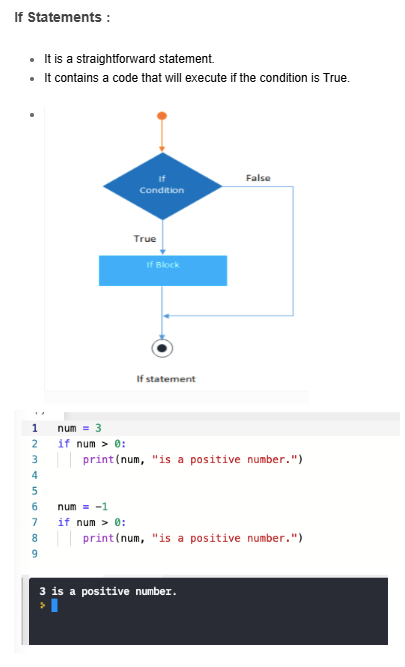 If Statements :
It is a straightforward statement.
It contains a code that will execute if the condition is True.
If
Condition
False
True
If Block
If statement
1 num = 3
2 if num > 0:
3 print(num, "is a positive number.")
4
5
6 num = -1
7 if num > 0:
8 print(num, "is a positive number.")
9
3 is a positive number.
>